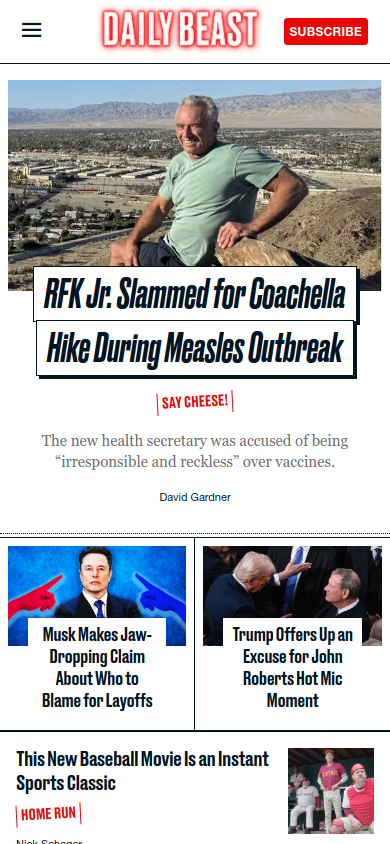 DAILY BEAST
SUBSCRIBE
RFK Jr. Slammed for Coachella
Hike During Measles Outbreak
SAY CHEESE!
The new health secretary was accused of being
“irresponsible and reckless” over vaccines.
David Gardner
Musk Makes Jaw-
Dropping Claim
About Who to
Blame for Layoffs
Trump Offers Up an
Excuse for John
Roberts Hot Mic
Moment
This New Baseball Movie Is an Instant
Sports Classic
HOME RUN
Nick Schager